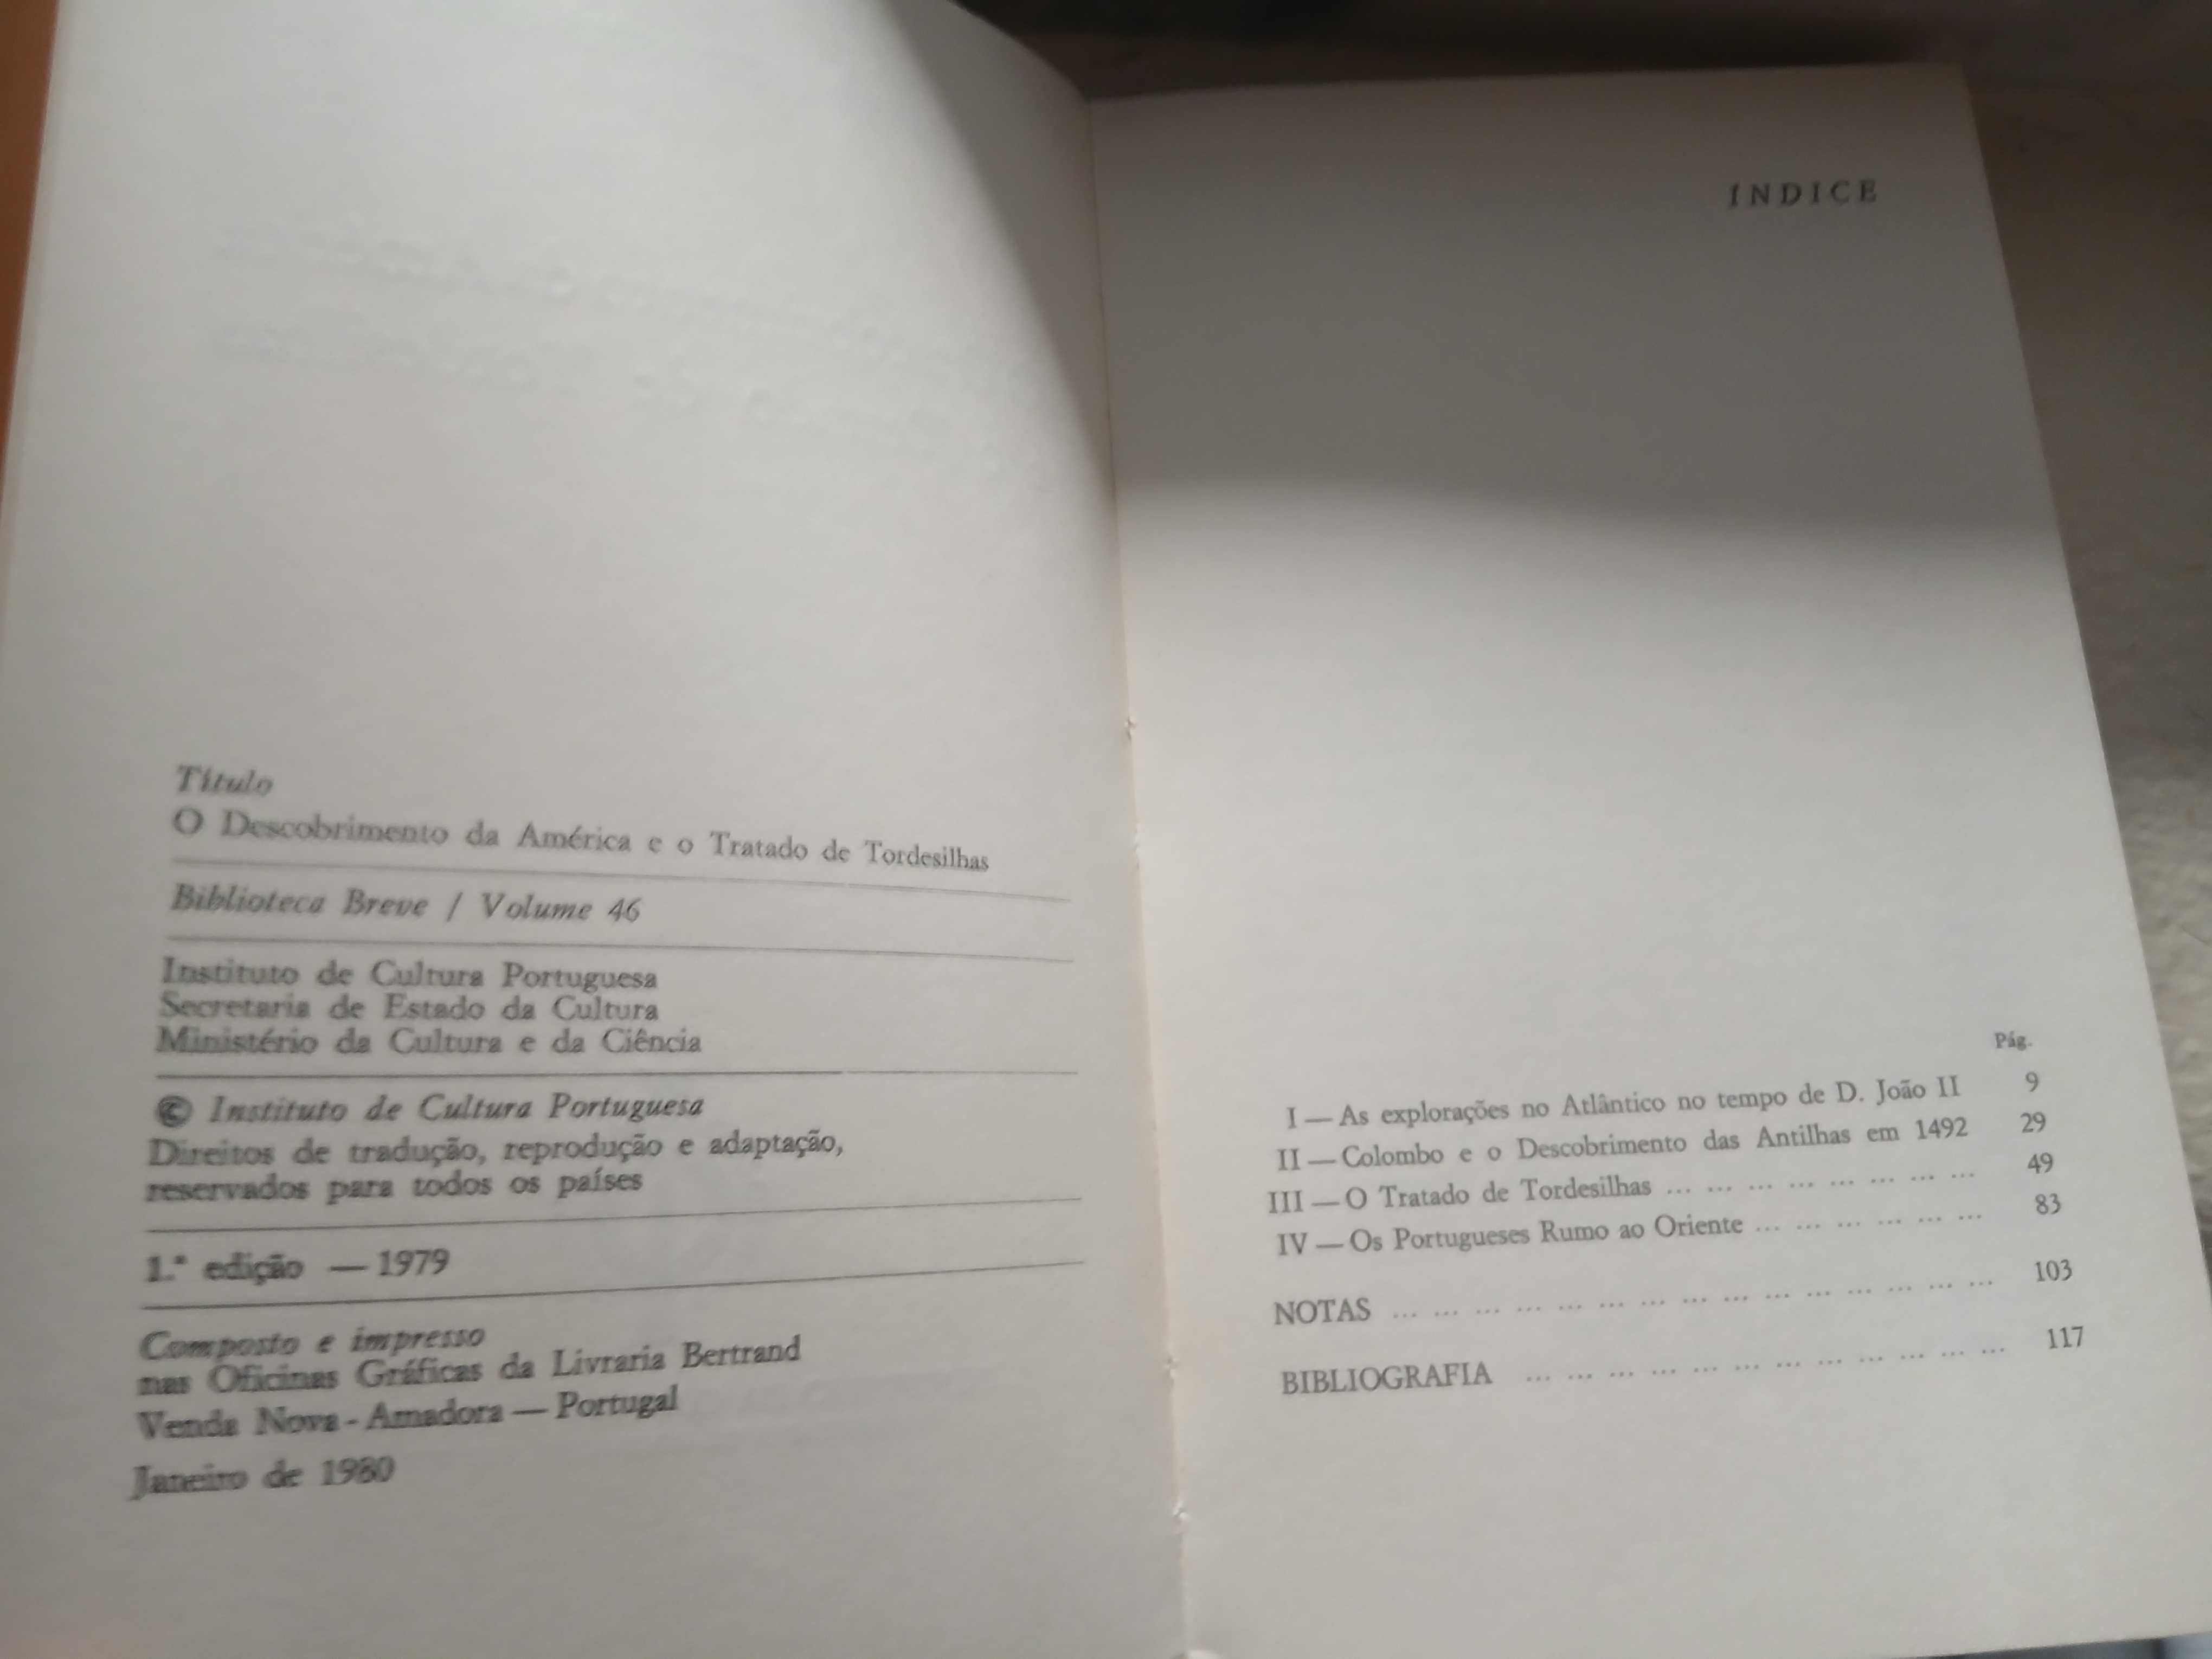 Título
O Descobrimento da América e o Tratado de Tordesilhas
Biblioteca Breve / Volume 46
Instituto de Cultura Portuguesa
Secretaria de Estado da Cultura
Ministério da Cultura e da Ciência
© Instituto de Cultura Portuguesa
Direitos de tradução, reprodução e adaptação,
reservados para todos os países
1.ª edição — 1979
Composto e impresso
nas Oficinas Gráficas da Livraria Bertrand
Venda Nova - Amadora — Portugal
Janeiro de 1980
ÍNDICE
Pág.
I — As explorações no Atlântico no tempo de D. João II 9
II — Colombo e o Descobrimento das Antilhas em 1492 29
III — O Tratado de Tordesilhas ... ... ... ... ... ... ... ... 49
IV — Os Portugueses Rumo ao Oriente ... ... ... ... ... ... 83
NOTAS ... ... ... ... ... ... ... ... ... ... ... ... ... ... ... 103
BIBLIOGRAFIA ... ... ... ... ... ... ... ... ... ... ... ... 117